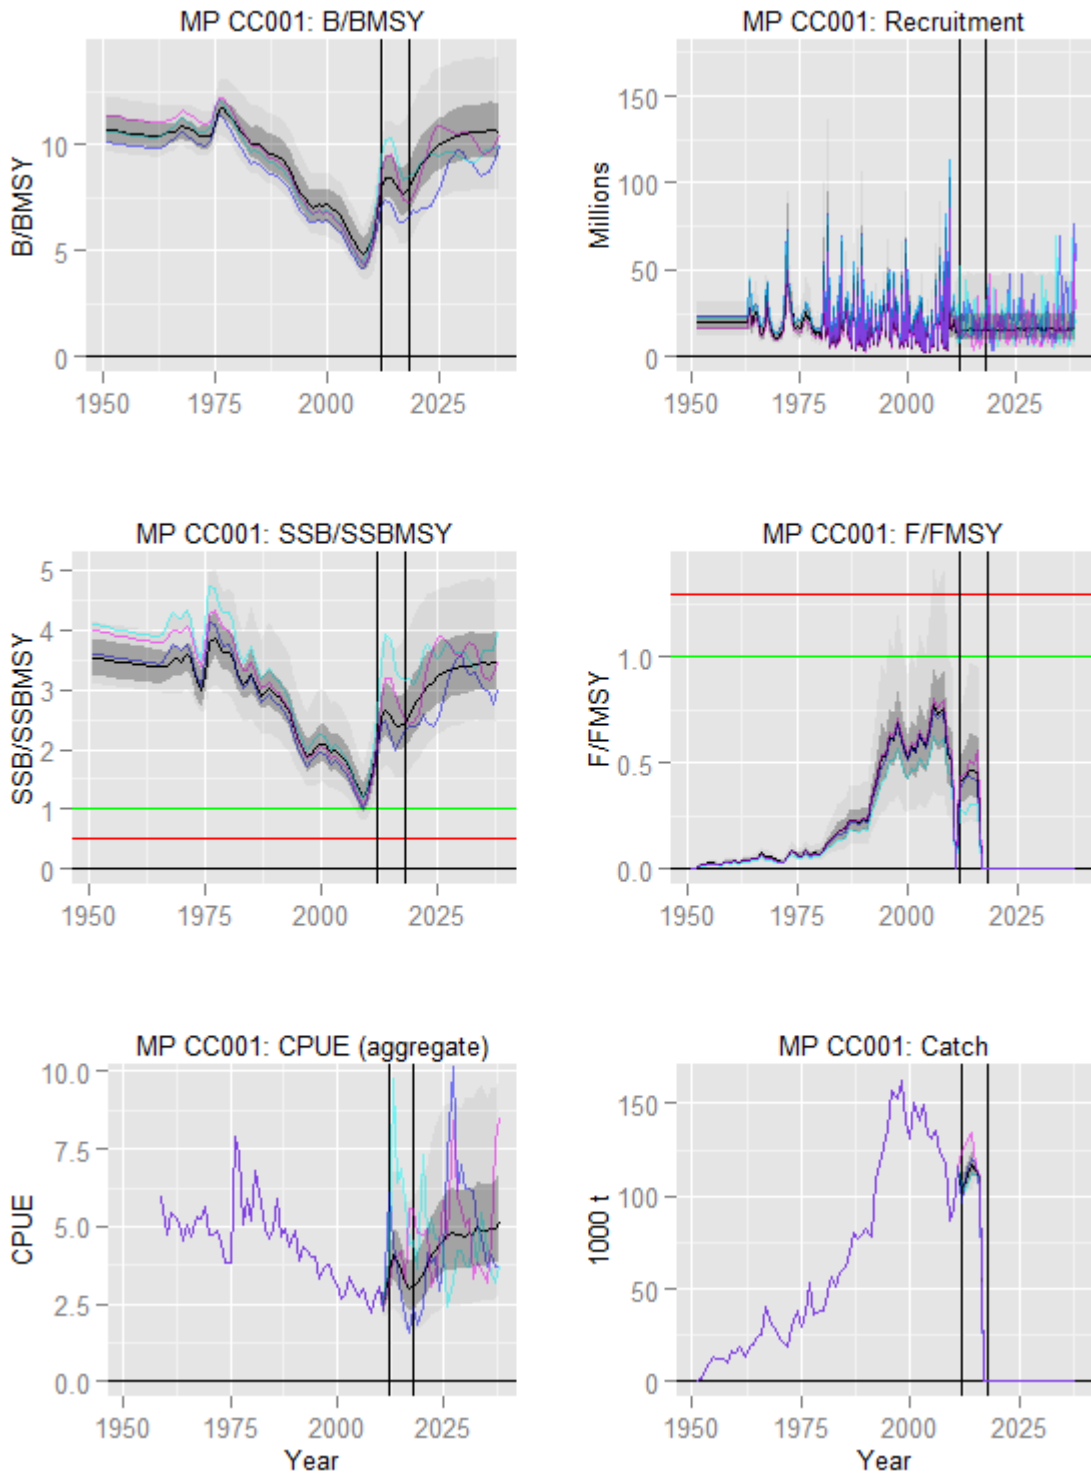 MP CC001: B/BMSY
B/BMSY
10
5
0
1950 1975 2000 2025
MP CC001: Recruitment
Millions
150
100
50
0
1950 1975 2000 2025
MP CC001: SSB/SSBMSY
SSB/SSBMSY
5
4
3
2
1
0
1950 1975 2000 2025
MP CC001: F/FMSY
F/FMSY
1.0
0.5
0.0
1950 1975 2000 2025
MP CC001: CPUE (aggregate)
CPUE
10.0
7.5
5.0
2.5
0.0
1950 1975 2000 2025
Year
MP CC001: Catch
1000 t
150
100
50
0
1950 1975 2000 2025
Year